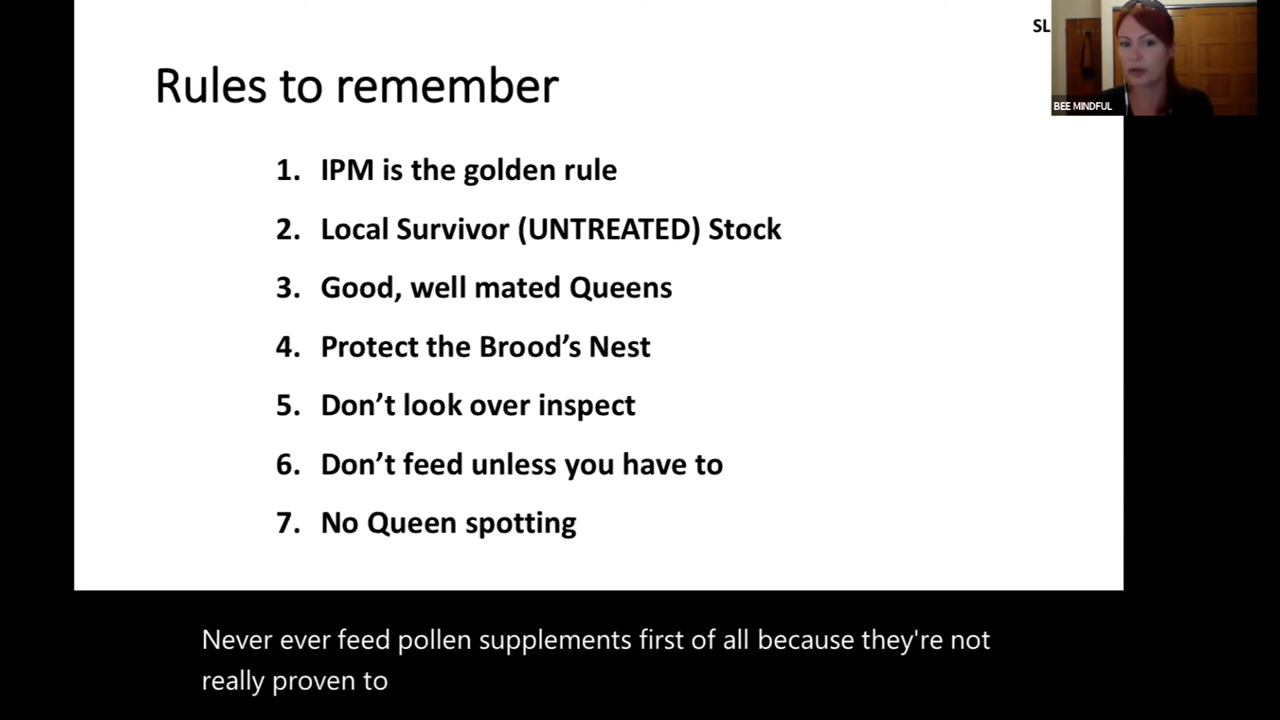 SL
BEE MINDFUL
Rules to remember
1. IPM is the golden rule
2. Local Survivor (UNTREATED) Stock
3. Good, well mated Queens
4. Protect the Brood’s Nest
5. Don’t look over inspect
6. Don’t feed unless you have to
7. No Queen spotting
Never ever feed pollen supplements first of all because they're not
really proven to